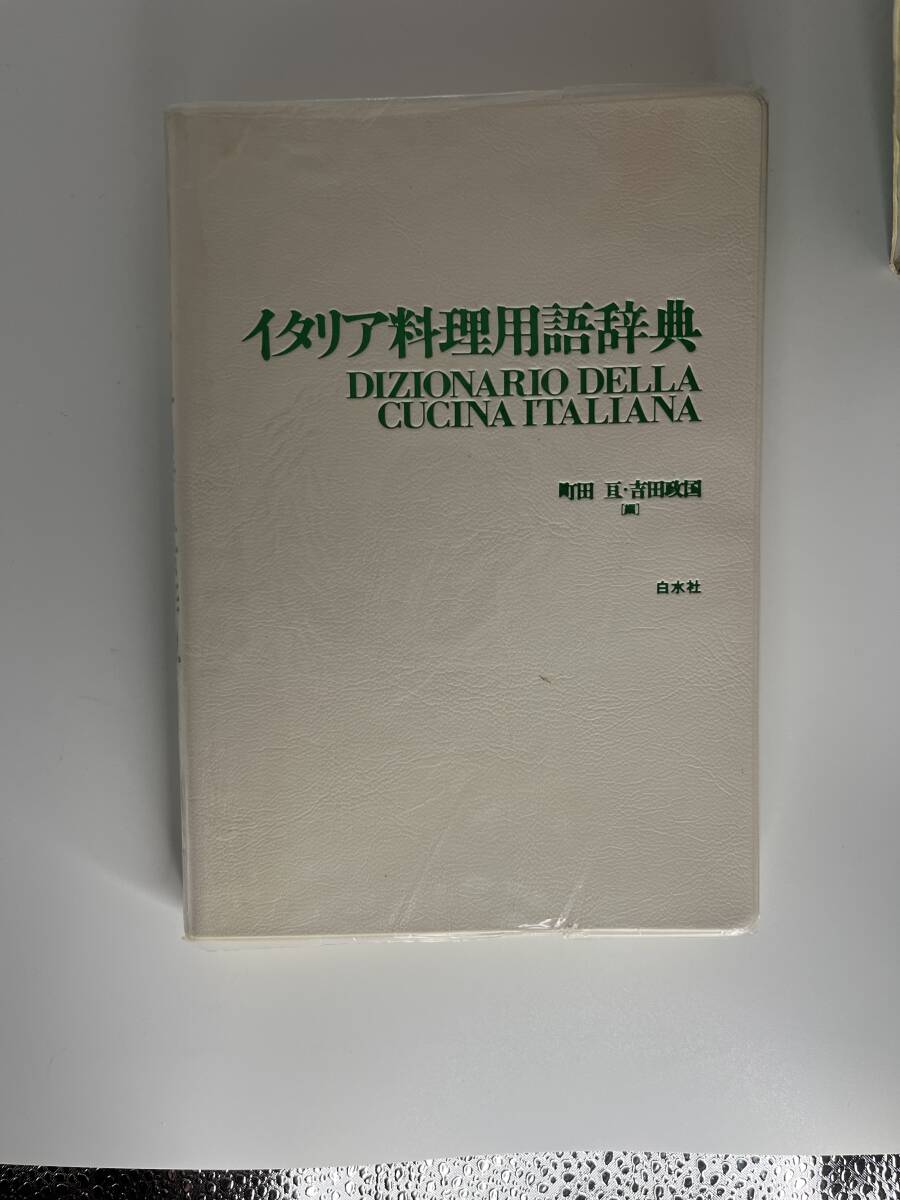 イタリア料理用語辞典
DIZIONARIO DELLA
CUCINA ITALIANA
町田 亘・吉田政国
[編]
白水社